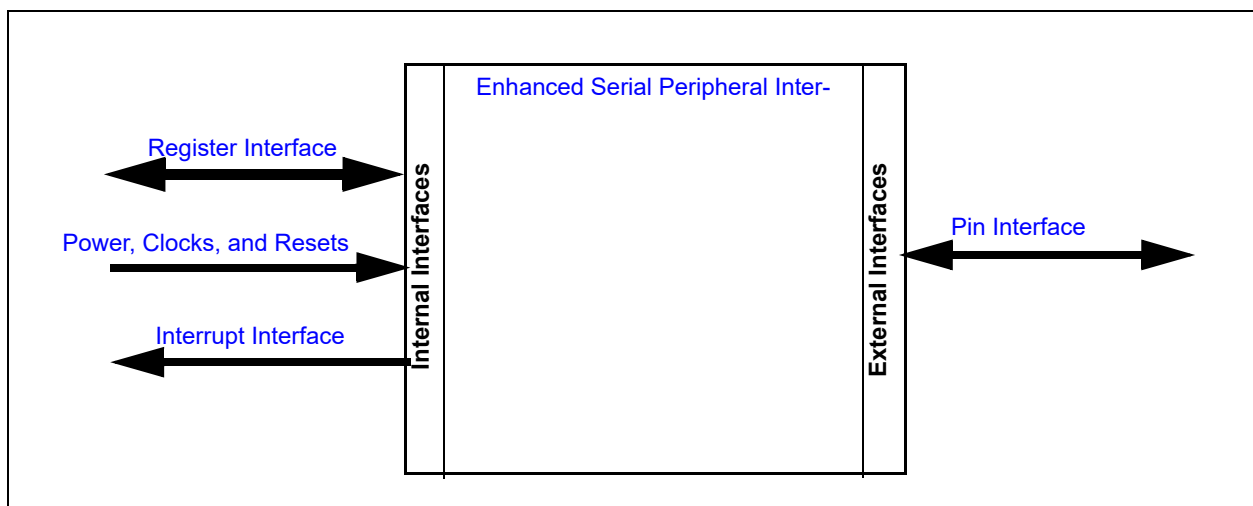 Enhanced Serial Peripheral Inter-
Register Interface
Power, Clocks, and Resets
Interrupt Interface
Internal Interfaces
External Interfaces
Pin Interface